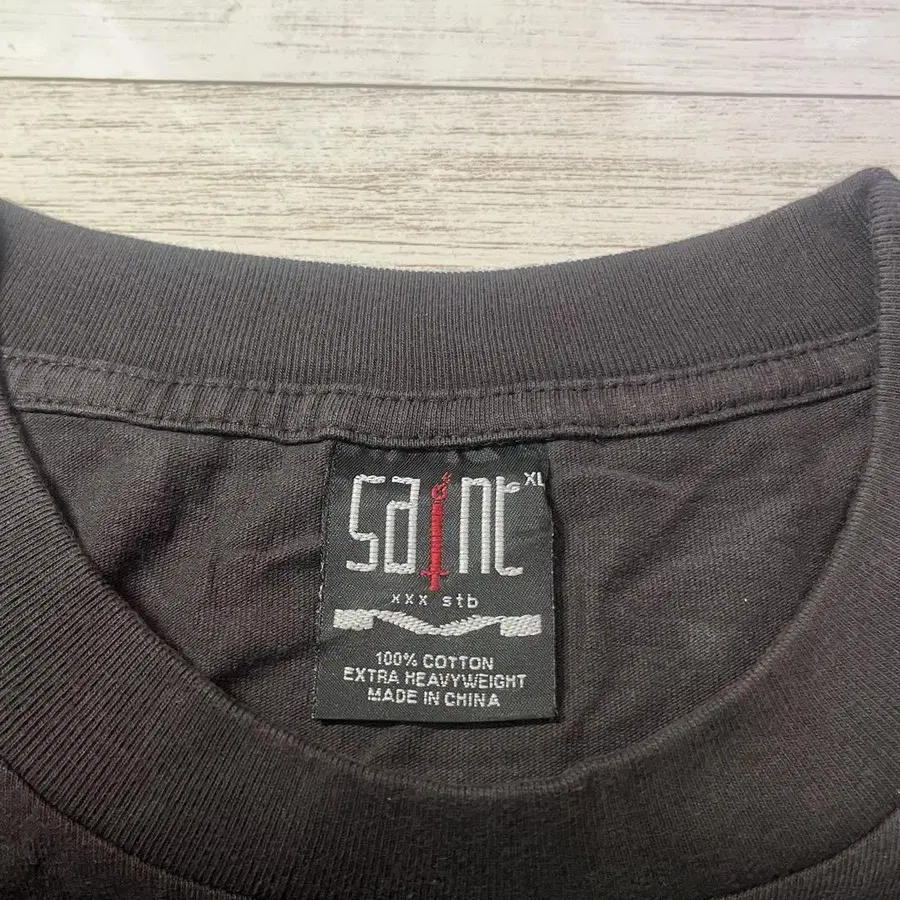 saint XL
xxx stb
100% COTTON
EXTRA HEAVYWEIGHT
MADE IN CHINA